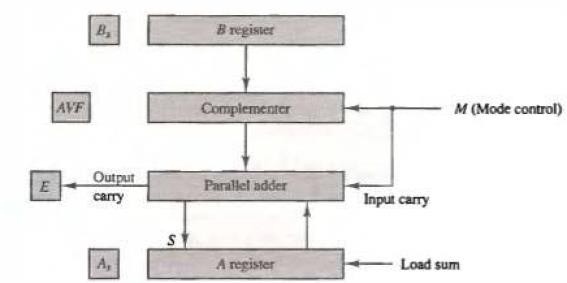 Bs
B register
AVF
Complementer
M (Mode control)
E
Output
carry
Parallel adder
Input carry
S
As
A register
Load sum